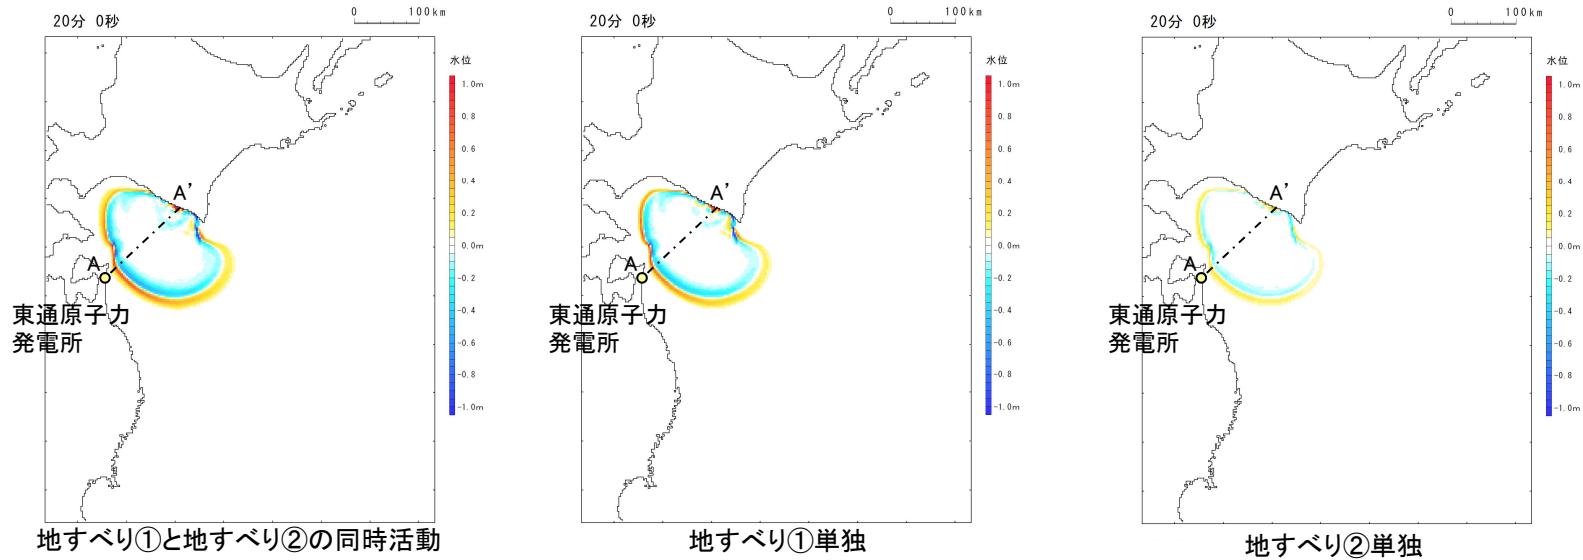 20分 0秒
0 100km
水位
1.0m
0.8
0.6
0.4
0.2
0.0m
-0.2
-0.4
-0.6
-0.8
-1.0m
A'
A
東通原子力
発電所
地すべり①と地すべり②の同時活動
20分 0秒
0 100km
水位
1.0m
0.8
0.6
0.4
0.2
0.0m
-0.2
-0.4
-0.6
-0.8
-1.0m
A'
A
東通原子力
発電所
地すべり①単独
20分 0秒
0 100km
水位
1.0m
0.8
0.6
0.4
0.2
0.0m
-0.2
-0.4
-0.6
-0.8
-1.0m
A'
A
東通原子力
発電所
地すべり②単独